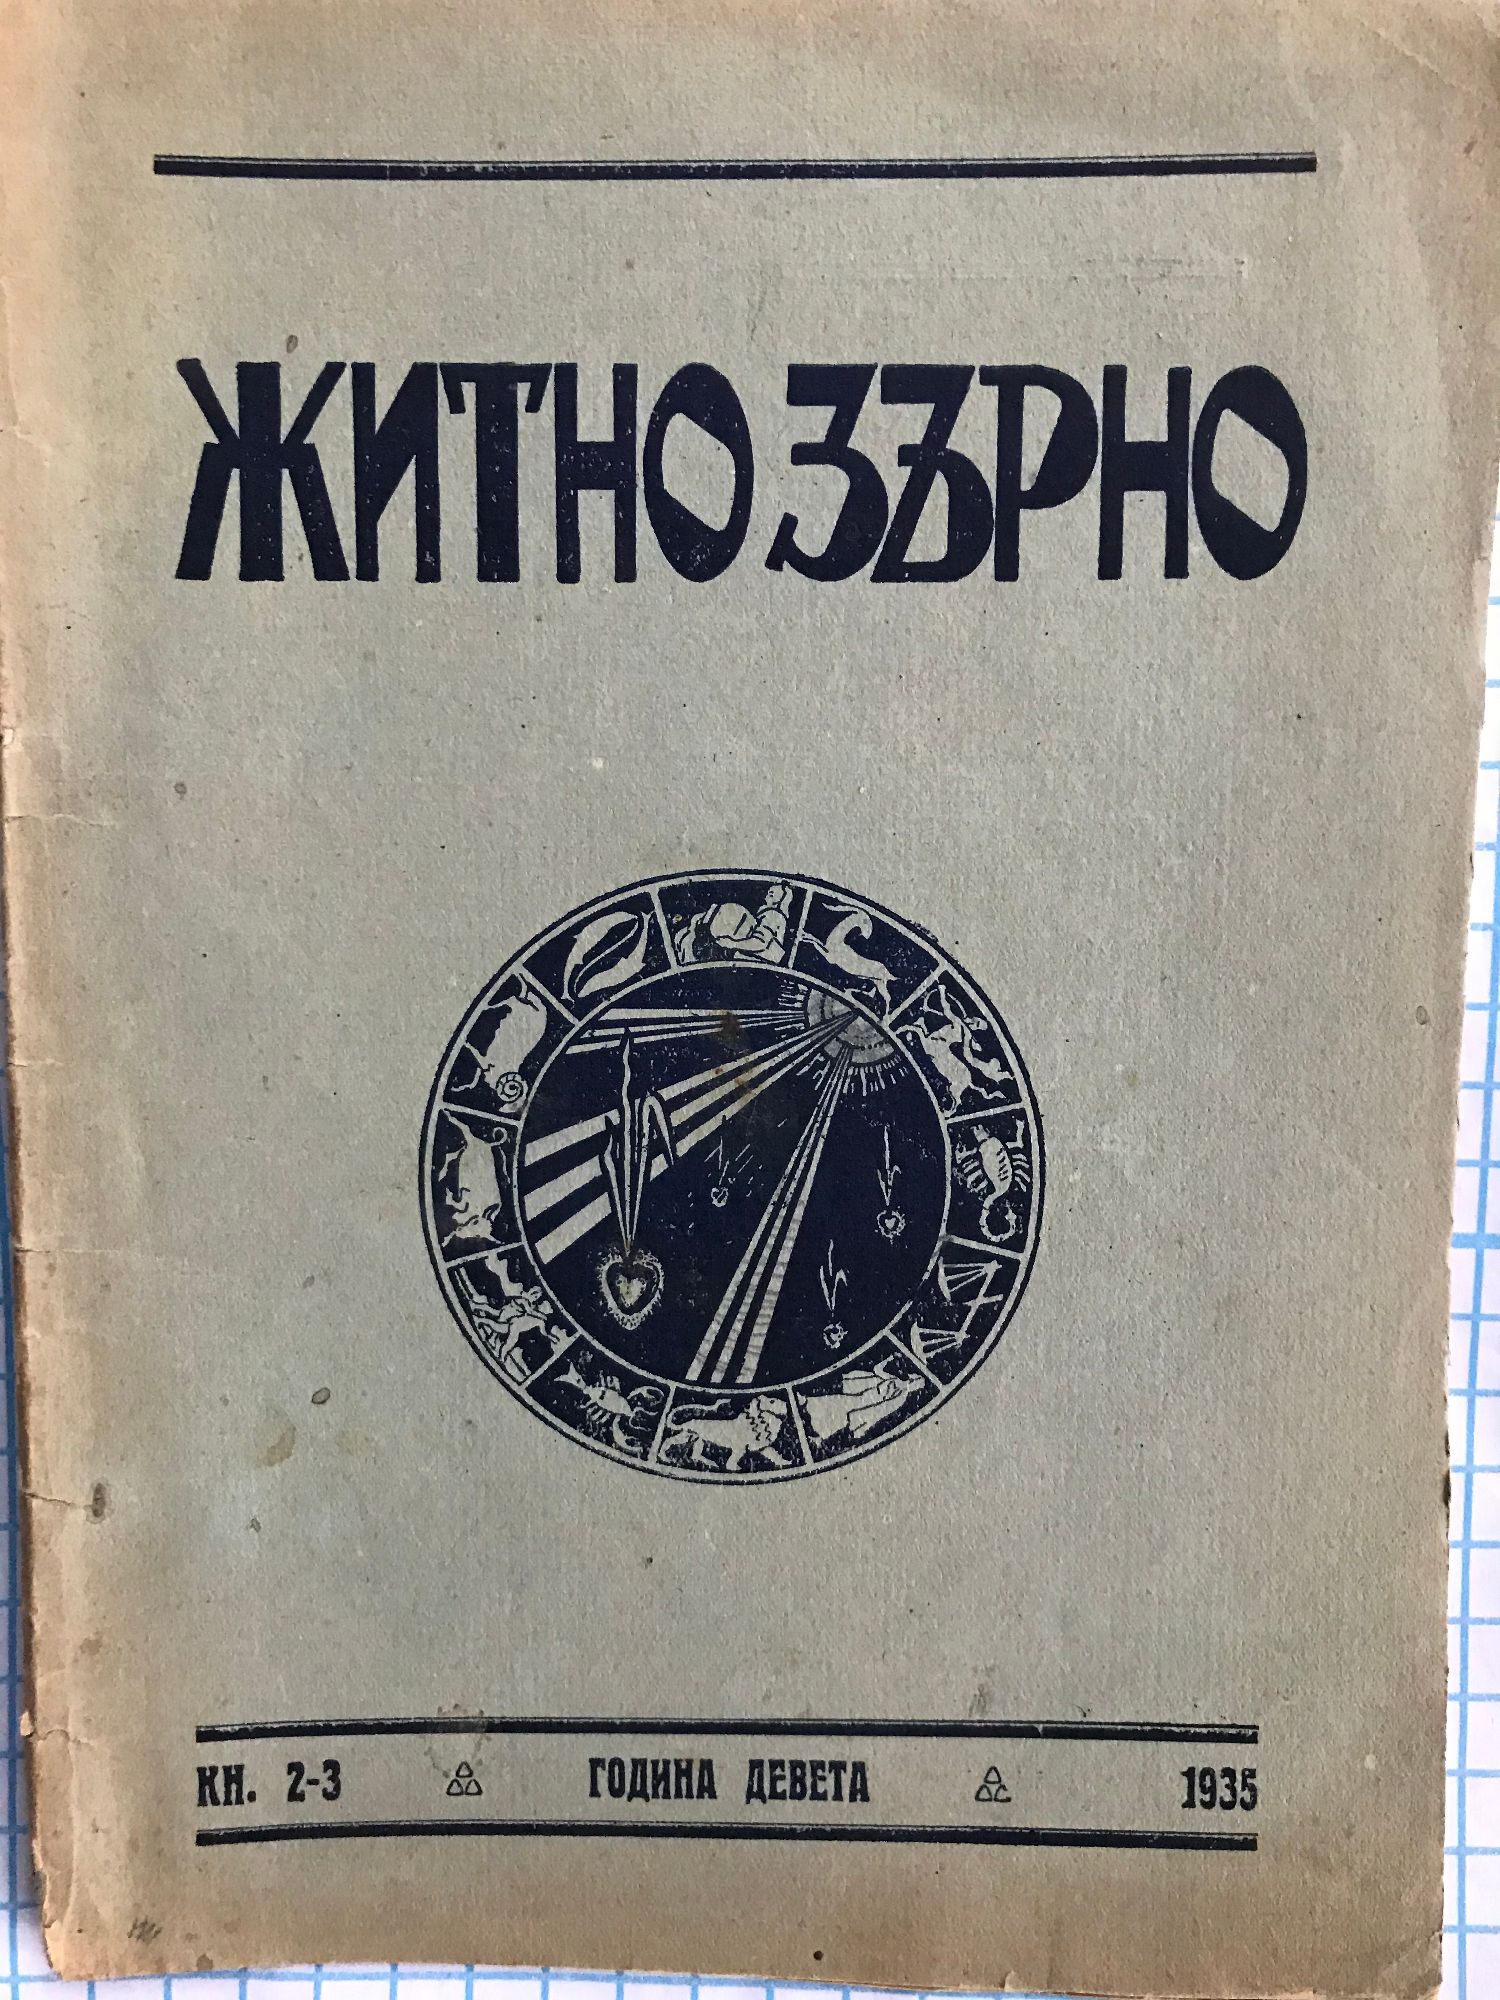 ЖИТНО ЗЪРНО
КН. 2-3 ГОДИНА ДЕВЕТА 1935